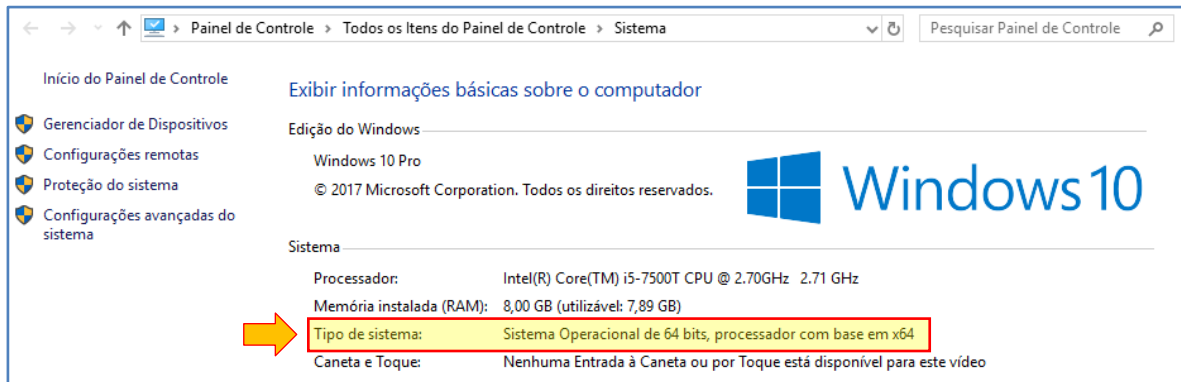 Painel de Controle > Todos os Itens do Painel de Controle > Sistema
Pesquisar Painel de Controle
Início do Painel de Controle
Gerenciador de Dispositivos
Configurações remotas
Proteção do sistema
Configurações avançadas do
sistema
Exibir informações básicas sobre o computador
Edição do Windows
Windows 10 Pro
© 2017 Microsoft Corporation. Todos os direitos reservados.
Windows 10
Sistema
Processador: Intel(R) Core(TM) i5-7500T CPU @ 2.70GHz 2.71 GHz
Memória instalada (RAM): 8,00 GB (utilizável: 7,89 GB)
Tipo de sistema: Sistema Operacional de 64 bits, processador com base em x64
Caneta e Toque: Nenhuma Entrada à Caneta ou por Toque está disponível para este vídeo